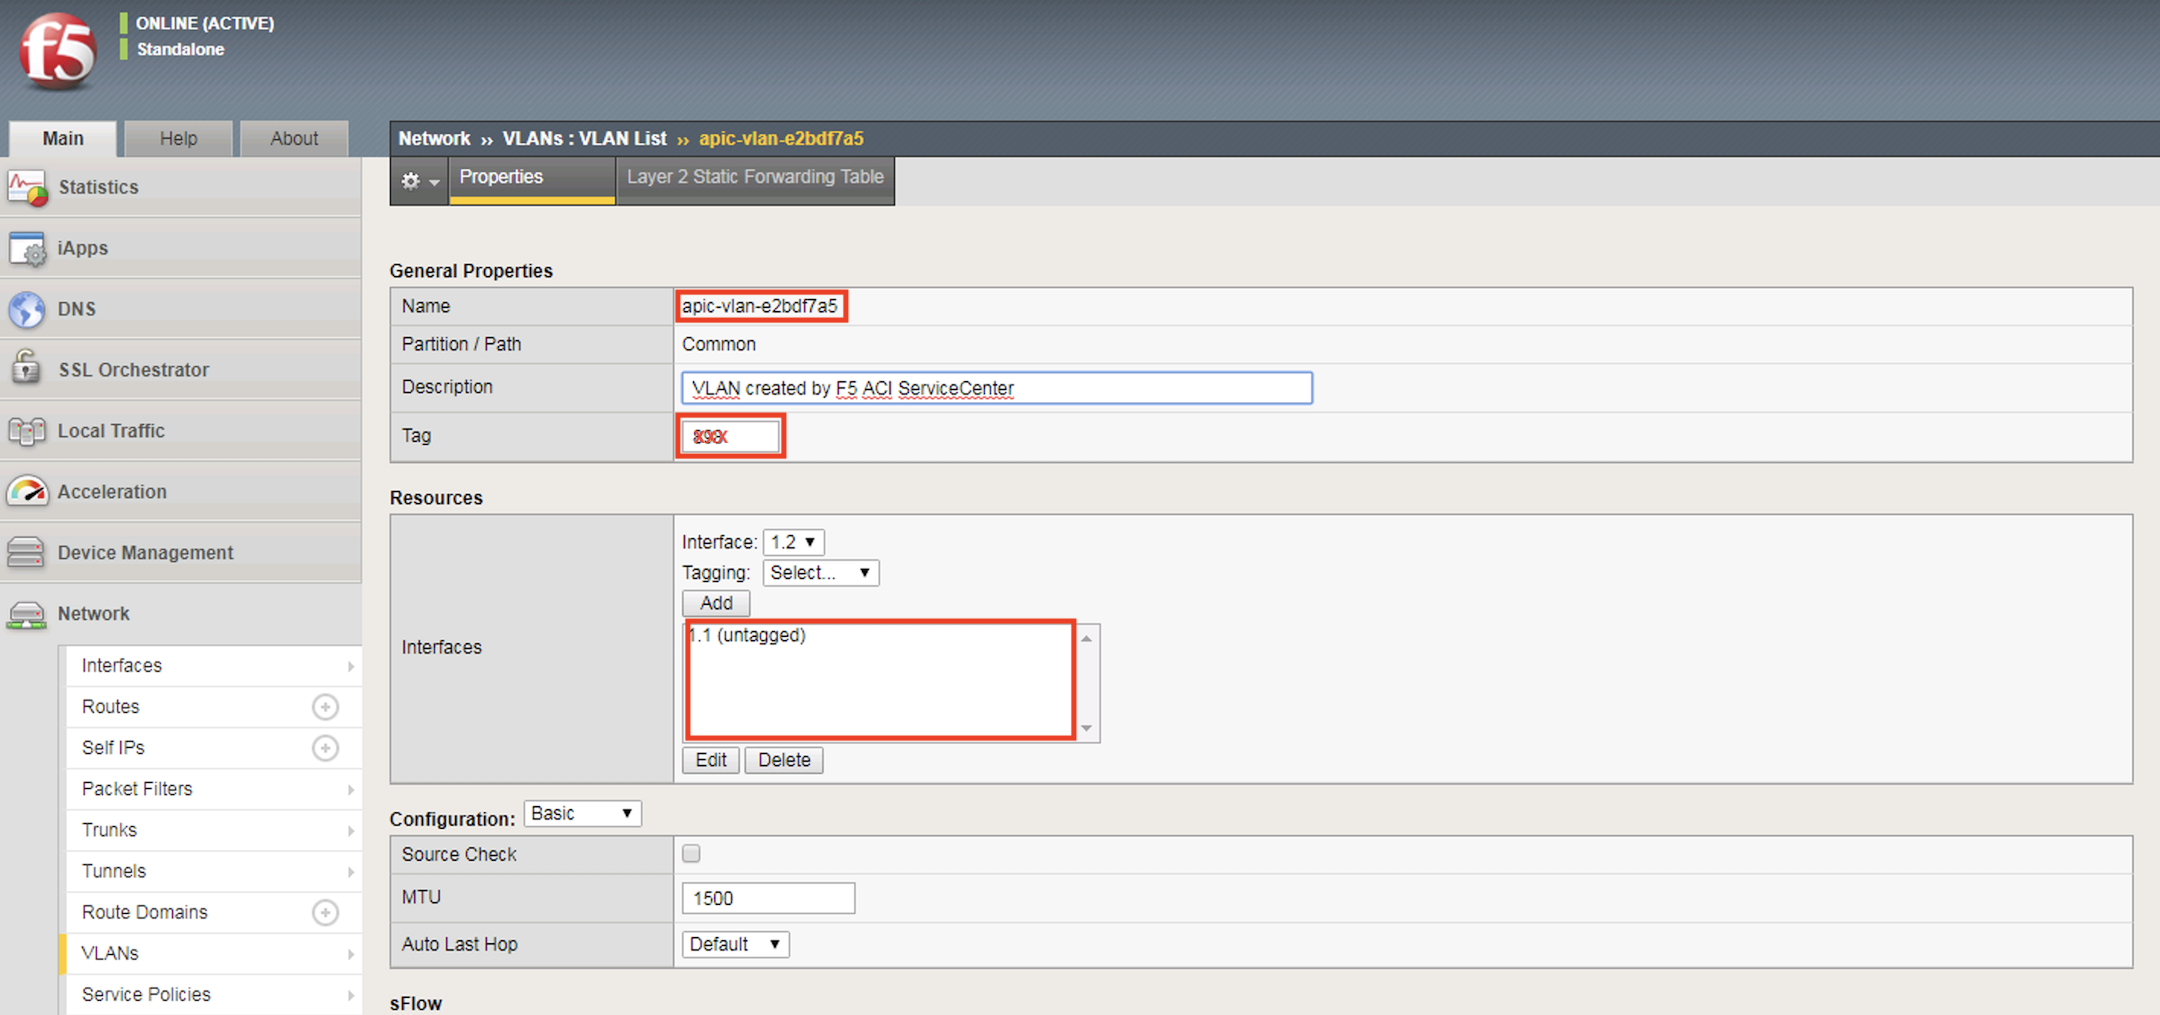 f5
ONLINE (ACTIVE)
Standalone
Main
Help
About
Network »» VLANs : VLAN List »» apic-vlan-e2bdf7a5
Properties
Layer 2 Static Forwarding Table
Statistics
iApps
DNS
SSL Orchestrator
Local Traffic
Acceleration
Device Management
Network
Interfaces
Routes
Self IPs
Packet Filters
Trunks
Tunnels
Route Domains
VLANs
Service Policies
General Properties
Name apic-vlan-e2bdf7a5
Partition / Path Common
Description VLAN created by F5 ACI ServiceCenter
Tag
Resources
Interfaces
Interface: 1.2
Tagging: Select...
Add
1.1 (untagged)
Edit Delete
Configuration: Basic
Source Check
MTU 1500
Auto Last Hop Default
sFlow